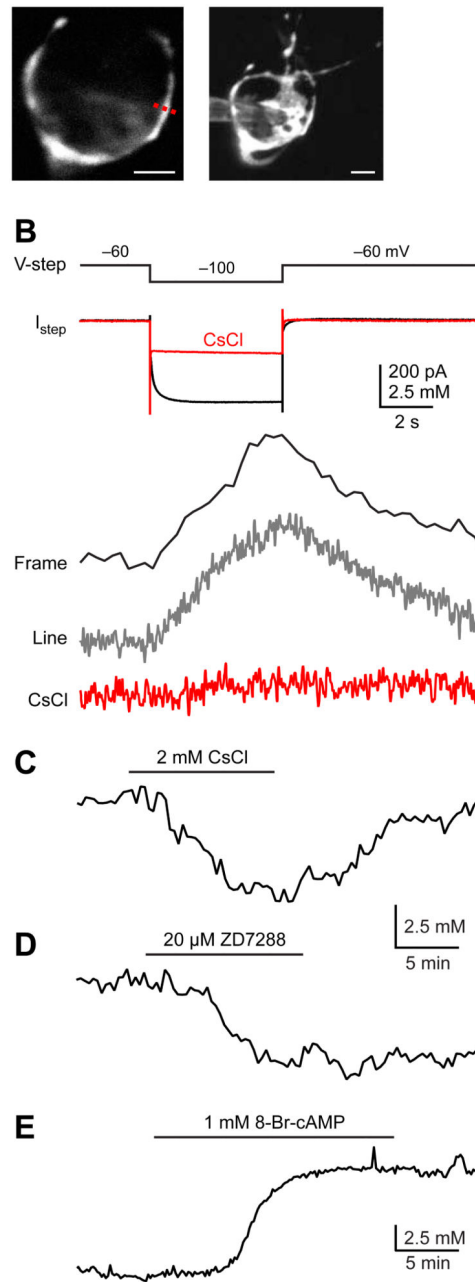 B
−60
−100
−60 mV
V-step
Istep
CsCl
200 pA
2.5 mM
2 s
Frame
Line
CsCl
C
2 mM CsCl
2.5 mM
5 min
D
20 µM ZD7288
E
1 mM 8-Br-cAMP
2.5 mM
5 min